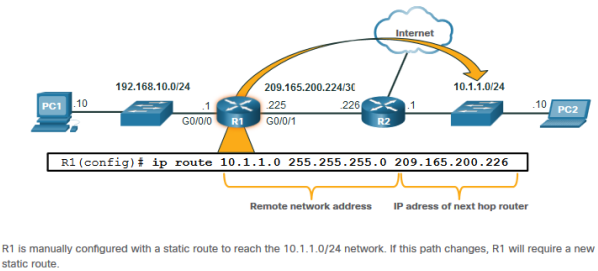 Internet
192.168.10.0/24
209.165.200.224/30
10.1.1.0/24
PC1
.10
.1
R1
.225
.226
R2
.1
.10
PC2
G0/0/0
G0/0/1
R1(config)# ip route 10.1.1.0 255.255.255.0 209.165.200.226
Remote network address
IP adress of next hop router
R1 is manually configured with a static route to reach the 10.1.1.0/24 network. If this path changes, R1 will require a new
static route.